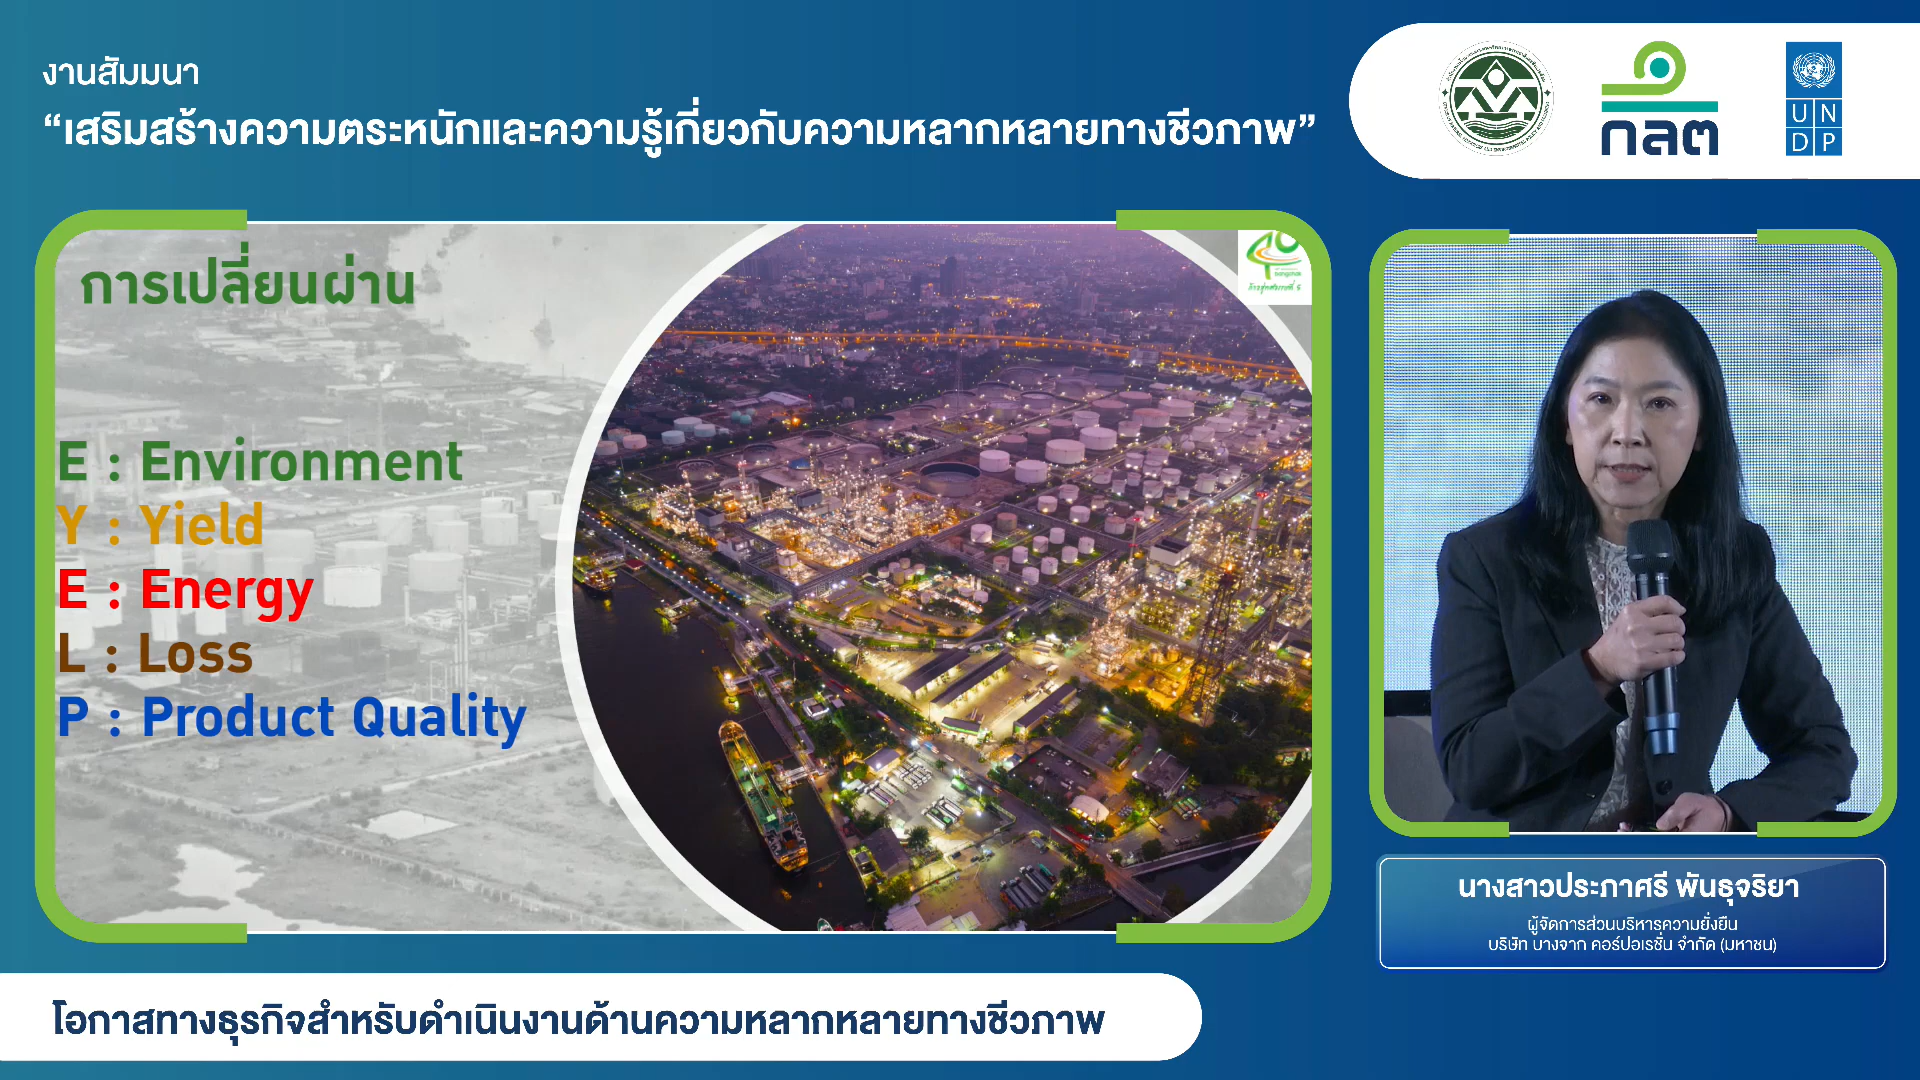 งานสัมมนา
“เสริมสร้างความตระหนักและความรู้เกี่ยวกับความหลากหลายทางชีวภาพ”
กลต
UN
DP
การเปลี่ยนผ่าน
E : Environment
Y : Yield
E : Energy
L : Loss
P : Product Quality
นางสาวประภาศรี พันธุจริยา
ผู้จัดการส่วนบริหารความยั่งยืน
บริษัท บางจาก คอร์ปอเรชั่น จำกัด (มหาชน)
โอกาสทางธุรกิจสำหรับดำเนินงานด้านความหลากหลายทางชีวภาพ